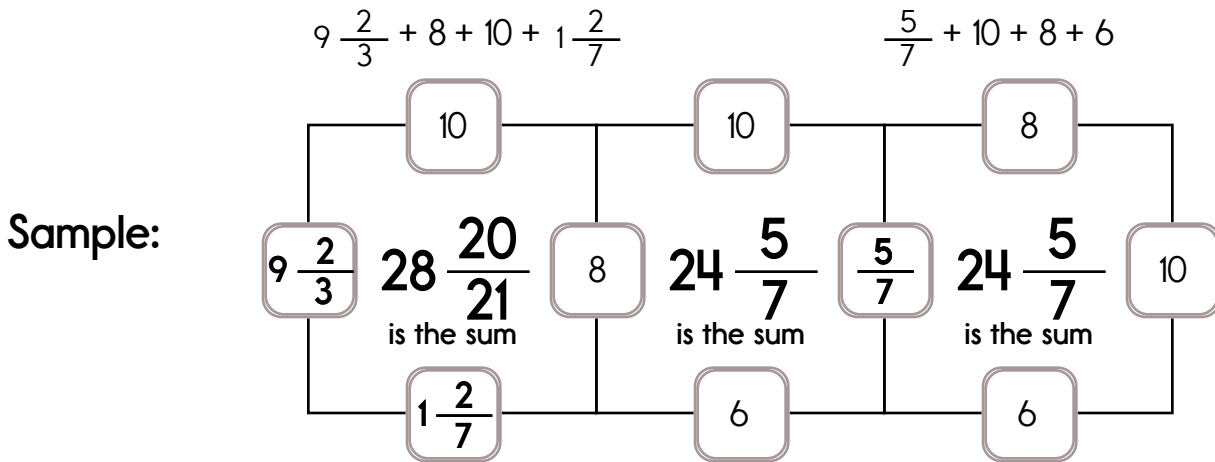 9 2/3 + 8 + 10 + 1 2/7
5/7 + 10 + 8 + 6
10
10
8
Sample:
9 2/3
28 20/21
is the sum
8
24 5/7
is the sum
5/7
24 5/7
is the sum
10
1 2/7
6
6